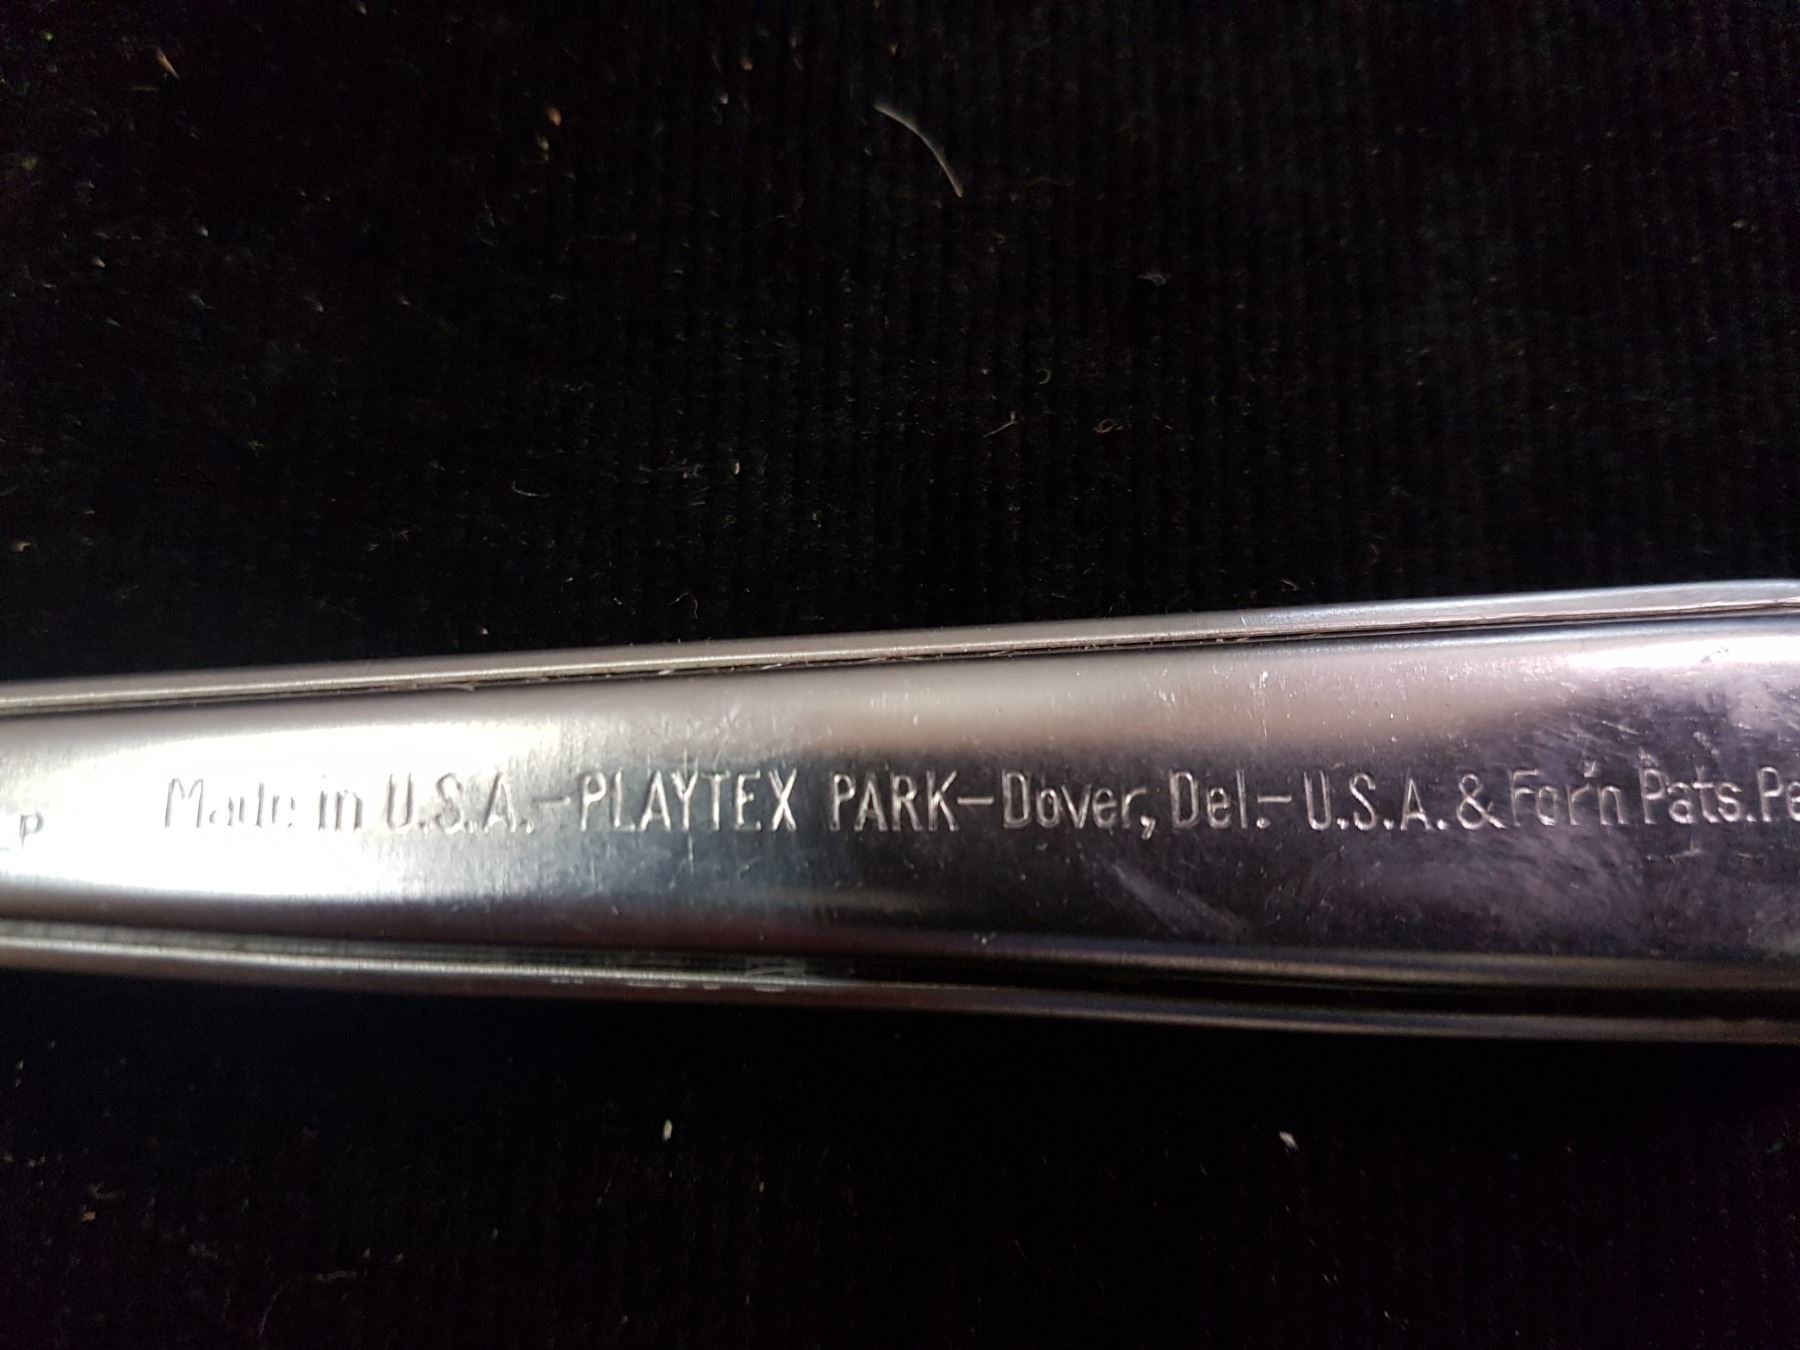 Made in U.S.A.-PLAYTEX PARK-Dover, Del.-U.S.A. & For'n Pats.